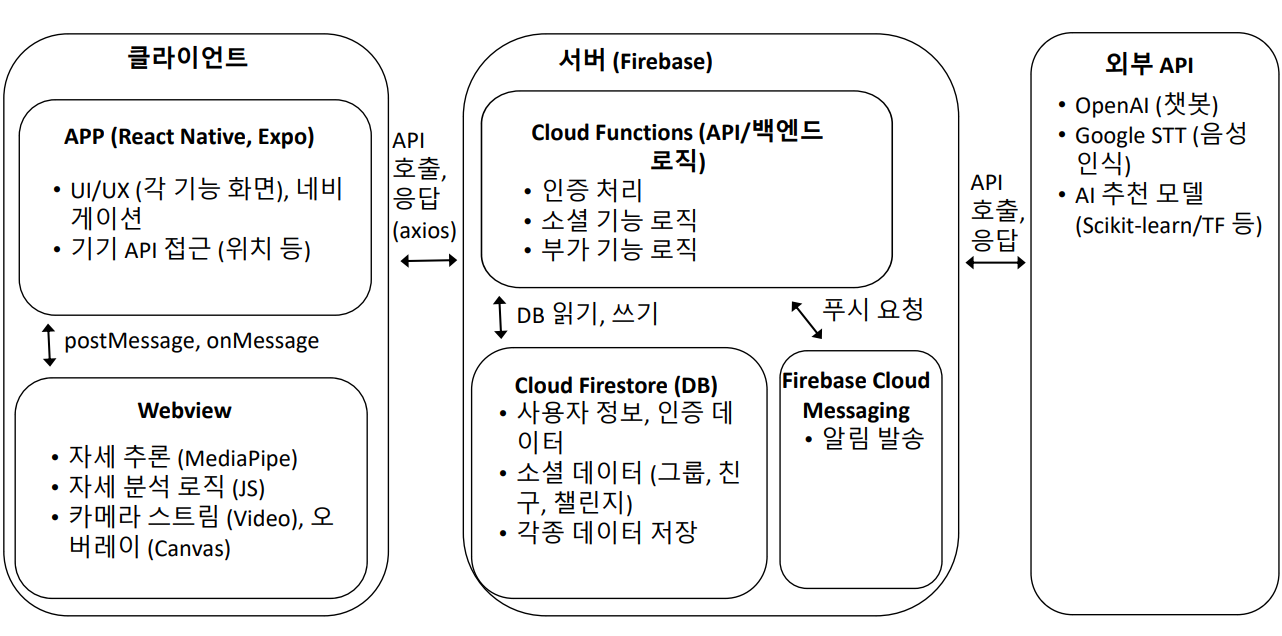 클라이언트
APP (React Native, Expo)
• UI/UX (각 기능 화면), 네비
게이션
• 기기 API 접근 (위치 등)
postMessage, onMessage
Webview
• 자세 추론 (MediaPipe)
• 자세 분석 로직 (JS)
• 카메라 스트림 (Video), 오
버레이 (Canvas)
API
호출,
응답
(axios)
서버 (Firebase)
Cloud Functions (API/백엔드
로직)
• 인증 처리
• 소셜 기능 로직
• 부가 기능 로직
DB 읽기, 쓰기
푸시 요청
Cloud Firestore (DB)
• 사용자 정보, 인증 데
이터
• 소셜 데이터 (그룹, 친
구, 챌린지)
• 각종 데이터 저장
Firebase Cloud
Messaging
• 알림 발송
API
호출,
응답
외부 API
• OpenAI (챗봇)
• Google STT (음성
인식)
• AI 추천 모델
(Scikit-learn/TF 등)